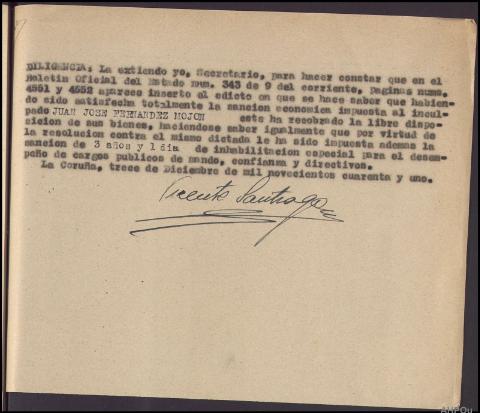 DILIGENCIA: La extiendo yo, Secretario, para hacer constar que en el
Boletin Oficial del Estado num. 343 de 9 del corriente, paginas nums.
4551 y 4552 aparece inserto el edicto en que se hace saber que habien-
do sido satisfecha totalmente la sancion economica impuesta al incul-
pado JUAN JOSE FERNANDEZ MOJON este ha recobrado la libre dispo-
sicion de sus bienes, haciendose saber igualmente que por virtud de
la resolucion contra el mismo dictada le ha sido impuesta ademas la
sancion de 3 años y 1 dia de inhabilitacion especial para el desem-
peño de cargos publicos de mando, confianza y directivos.
La Coruña, trece de Diciembre de mil novecientos cuarenta y uno.
Vicente Santiago